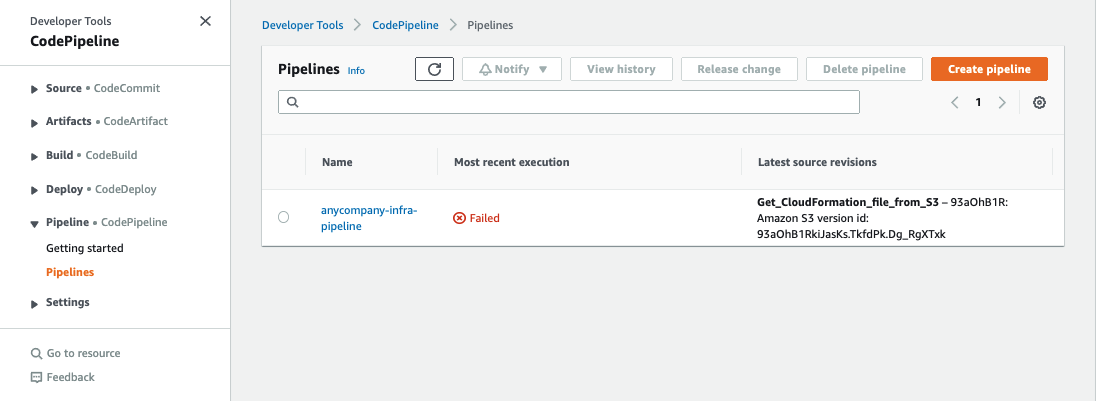 Developer Tools
CodePipeline
Source • CodeCommit
Artifacts • CodeArtifact
Build • CodeBuild
Deploy • CodeDeploy
Pipeline • CodePipeline
Getting started
Pipelines
Settings
Go to resource
Feedback
Developer Tools > CodePipeline > Pipelines
Pipelines Info Notify View history Release change Delete pipeline Create pipeline
1
Name Most recent execution Latest source revisions
anycompany-infra-
pipeline
Failed
Get_CloudFormation_file_from_S3 – 93aOhB1R:
Amazon S3 version id:
93aOhB1RkiJasKs.TkfdPk.Dg_RgXTxk